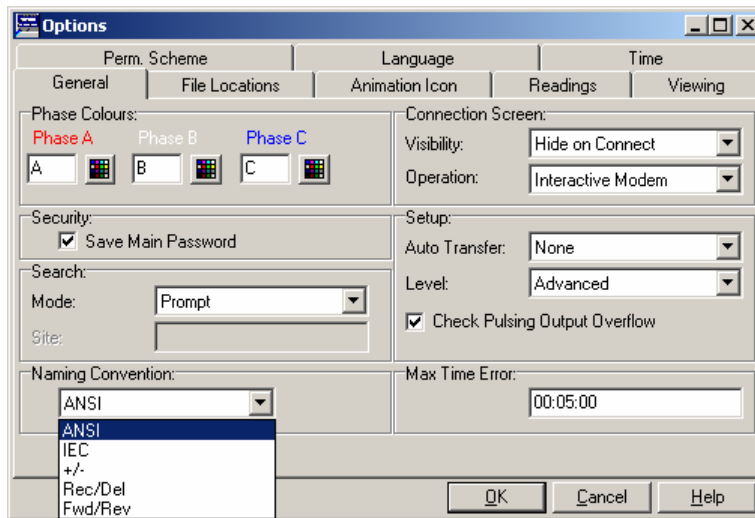 Options
Perm. Scheme Language Time
General File Locations Animation Icon Readings Viewing
Phase Colours:
Phase A Phase B Phase C
A B C
Connection Screen:
Visibility: Hide on Connect
Operation: Interactive Modem
Security:
Save Main Password
Setup:
Auto Transfer: None
Level: Advanced
Check Pulsing Output Overflow
Search:
Mode: Prompt
Site:
Naming Convention:
ANSI
ANSI
IEC
+/-
Rec/Del
Fwd/Rev
Max Time Error:
00:05:00
OK Cancel Help